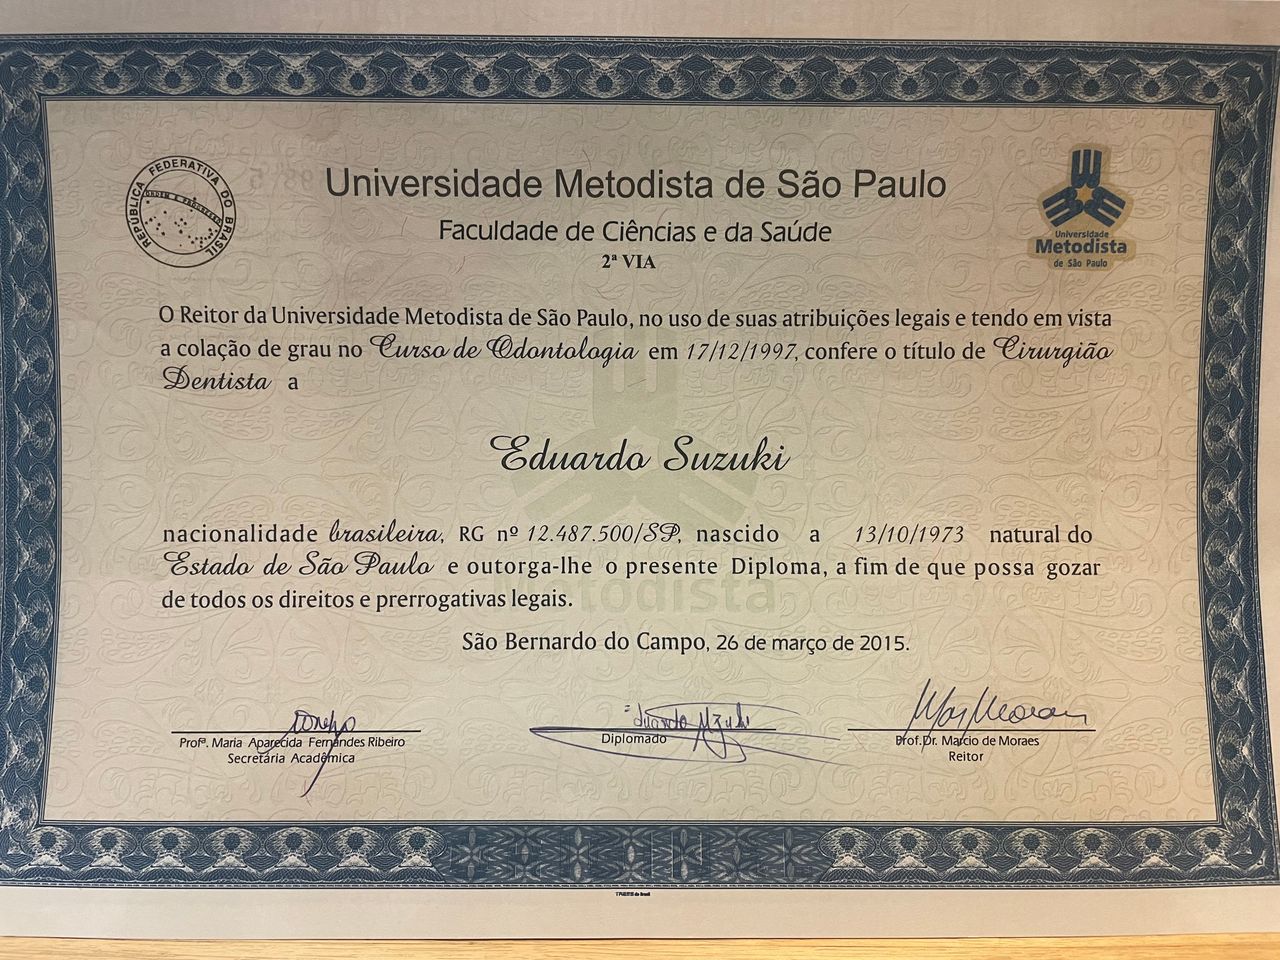 REPÚBLICA FEDERATIVA DO BRASIL
ORDEM E PROGRESSO
Universidade Metodista de São Paulo
Faculdade de Ciências e da Saúde
2ª VIA
Universidade
Metodista
de São Paulo
O Reitor da Universidade Metodista de São Paulo, no uso de suas atribuições legais e tendo em vista
a colação de grau no Curso de Odontologia em 17/12/1997, confere o título de Cirurgião
Dentista a
Eduardo Suzuki
nacionalidade brasileira, RG nº 12.487.500/SP, nascido a 13/10/1973 natural do
Estado de São Paulo e outorga-lhe o presente Diploma, a fim de que possa gozar
de todos os direitos e prerrogativas legais.
Metodista
São Bernardo do Campo, 26 de março de 2015.
Profª. Maria Aparecida Fernandes Ribeiro
Secretária Acadêmica
Diplomado
Prof. Dr. Marcio de Moraes
Reitor